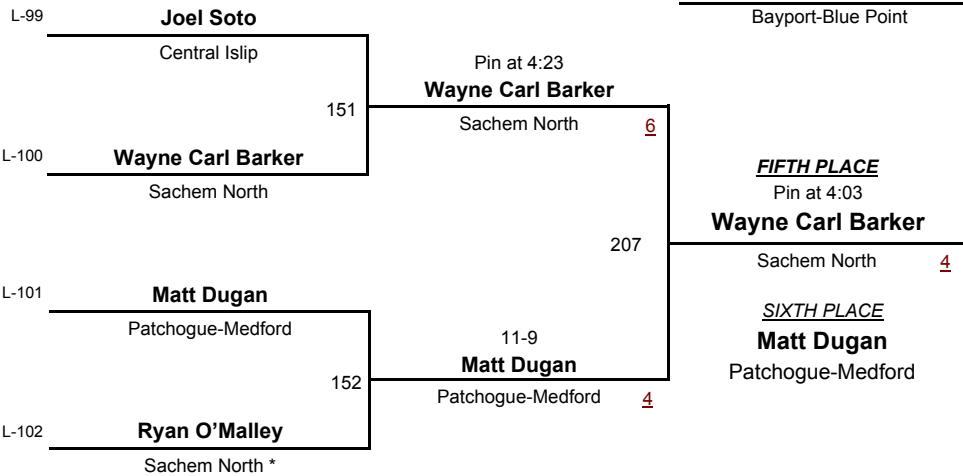 Bayport-Blue Point
L-99
Joel Soto
Central Islip
Pin at 4:23
Wayne Carl Barker
151
Sachem North
6
L-100
Wayne Carl Barker
Sachem North
FIFTH PLACE
Pin at 4:03
Wayne Carl Barker
207
Sachem North
4
L-101
Matt Dugan
Patchogue-Medford
SIXTH PLACE
Matt Dugan
Patchogue-Medford
11-9
Matt Dugan
152
Patchogue-Medford
4
L-102
Ryan O’Malley
Sachem North *